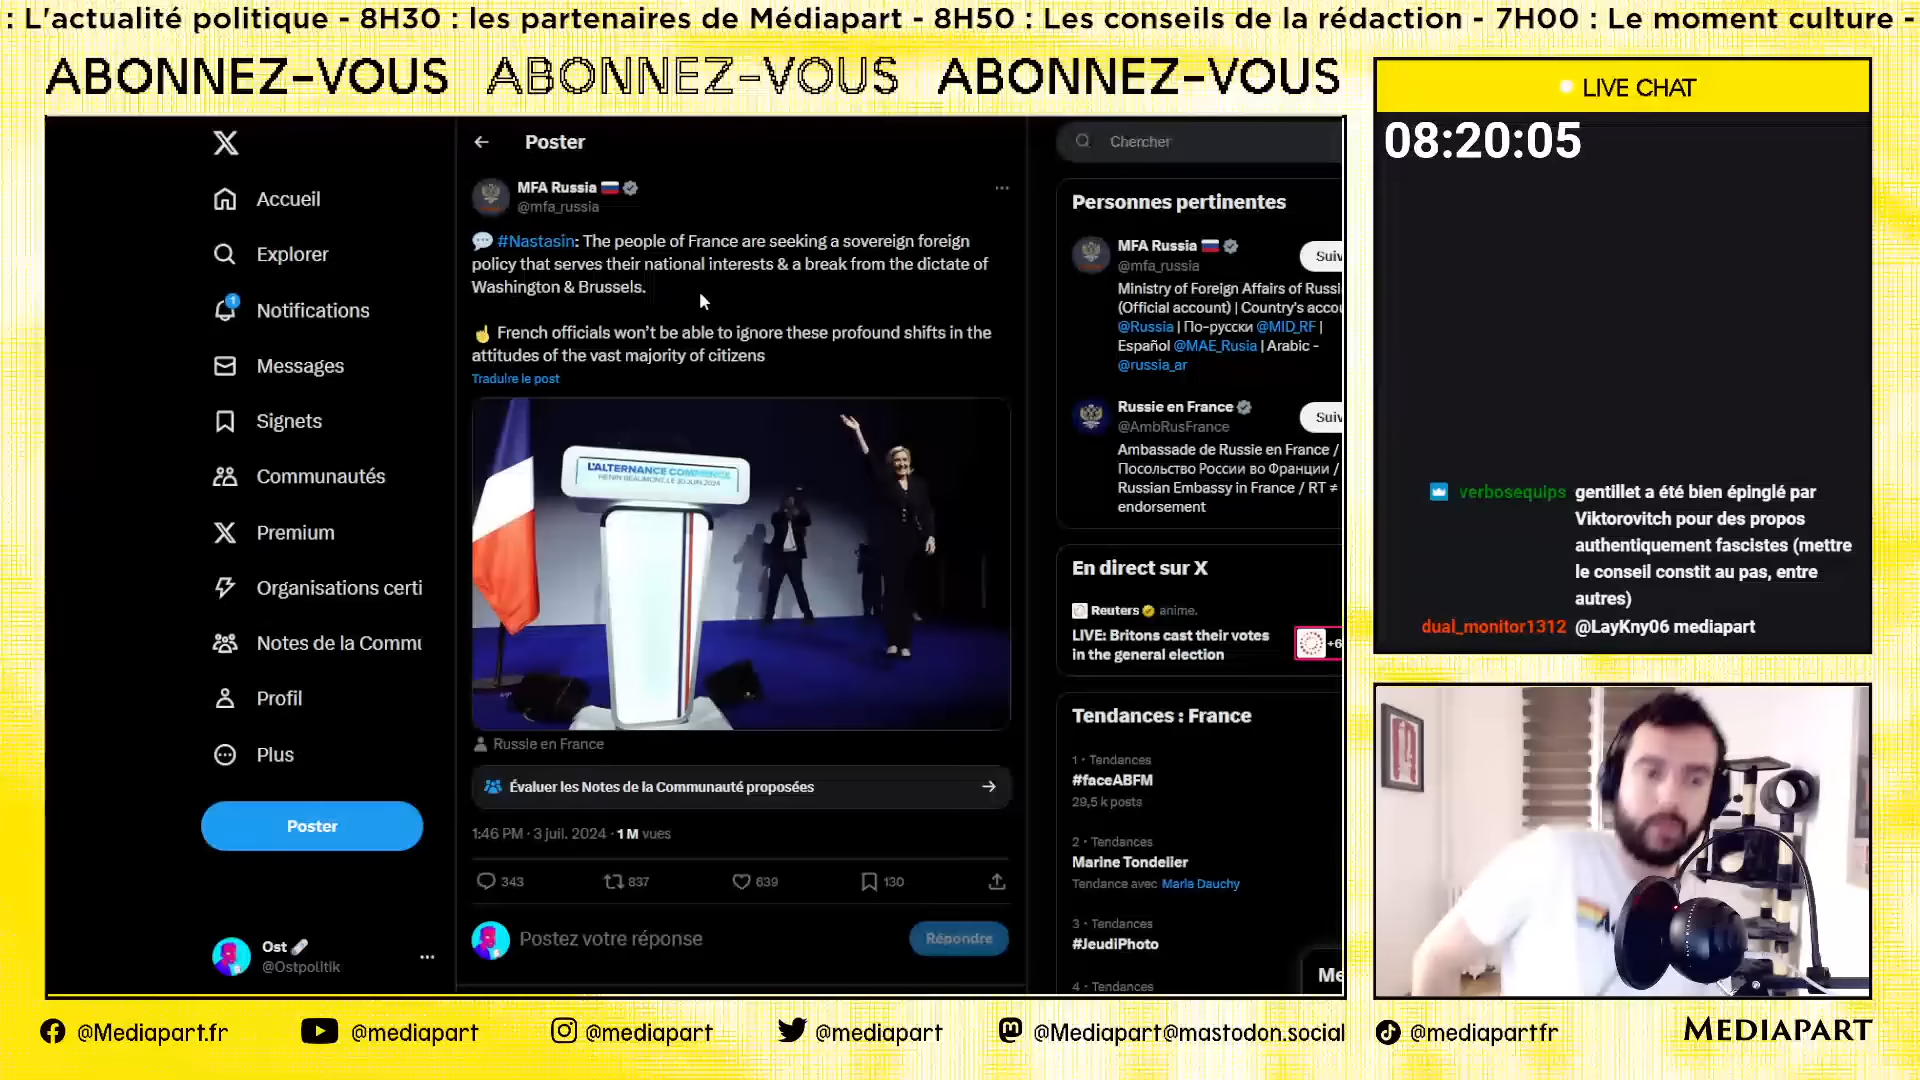 : L'actualité politique - 8H30 : les partenaires de Médiapart - 8H50 : Les conseils de la rédaction - 7H00 : Le moment culture -
ABONNEZ-VOUS ABONNEZ-VOUS ABONNEZ-VOUS
LIVE CHAT
08:20:05
Accueil
Explorer
1
Notifications
Messages
Signets
Communautés
Premium
Organisations certi
Notes de la Commu
Profil
Plus
Poster
Ost
@Ostpolitik
Poster
MFA Russia
@mfa_russia
#Nastasin: The people of France are seeking a sovereign foreign
policy that serves their national interests & a break from the dictate of
Washington & Brussels.
French officials won't be able to ignore these profound shifts in the
attitudes of the vast majority of citizens
Traduire le post
L'ALTERNANCE COMMENCE
HÉNIN BEAUMONT, LE 30 JUIN 2024
Russie en France
Évaluer les Notes de la Communauté proposées
1:46 PM · 3 juil. 2024 · 1 M vues
343
837
639
130
Postez votre réponse
Répondre
Chercher
Personnes pertinentes
MFA Russia
@mfa_russia
Suiv
Ministry of Foreign Affairs of Russi
(Official account) | Country's accou
@Russia | По-русски @MID_RF |
Español @MAE_Rusia | Arabic -
@russia_ar
Russie en France
@AmbRusFrance
Suiv
Ambassade de Russie en France /
Посольство России во Франции /
Russian Embassy in France / RT ≠
endorsement
En direct sur X
Reuters anime.
LIVE: Britons cast their votes
in the general election
+6
Tendances : France
1 · Tendances
#faceABFM
29,5 k posts
2 · Tendances
Marine Tondelier
Tendance avec Marla Dauchy
3 · Tendances
#JeudiPhoto
4 · Tendances
Me
verbosequips gentillet a été bien épinglé par
Viktorovitch pour des propos
authentiquement fascistes (mettre
le conseil constit au pas, entre
autres)
dual_monitor1312 @LayKny06 mediapart
@Mediapart.fr
@mediapart
@mediapart
@mediapart
@Mediapart@mastodon.social
@mediapartfr
MEDIAPART